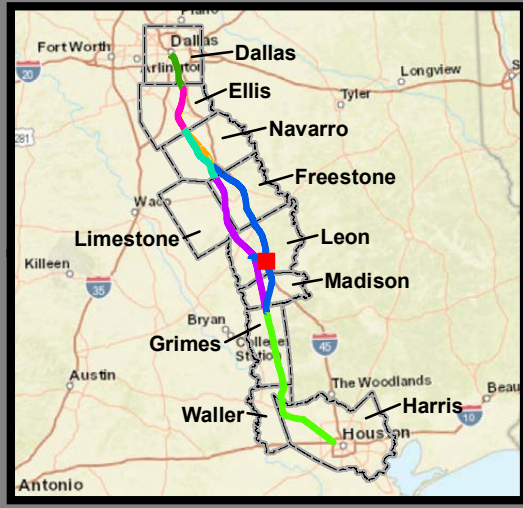 Plano
Fort Worth
Dallas
Dallas
Arlington
20
Longview
Ellis
Tyler
281
Navarro
Freestone
Waco
Limestone
Leon
Killeen
Madison
35
Bryan
Grimes
College
Station
45
Austin
The Woodlands
Waller
Harris
10
Beau
Houston
Antonio